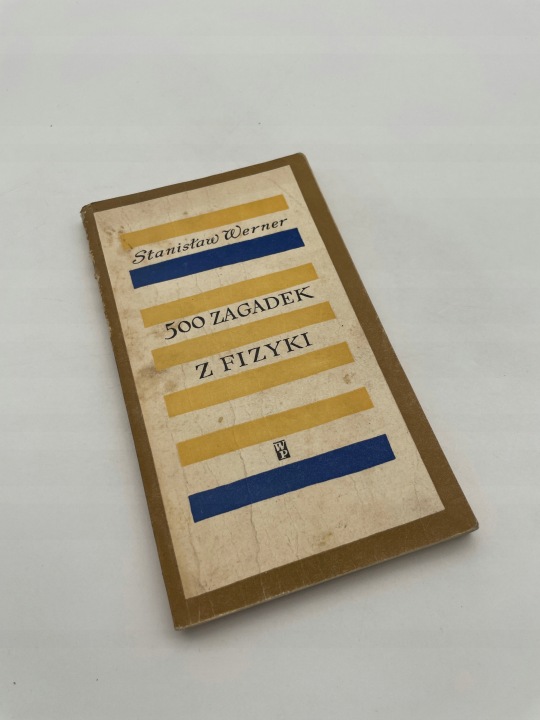 Stanisław Werner
500 ZAGADEK
Z FIZYKI
WP